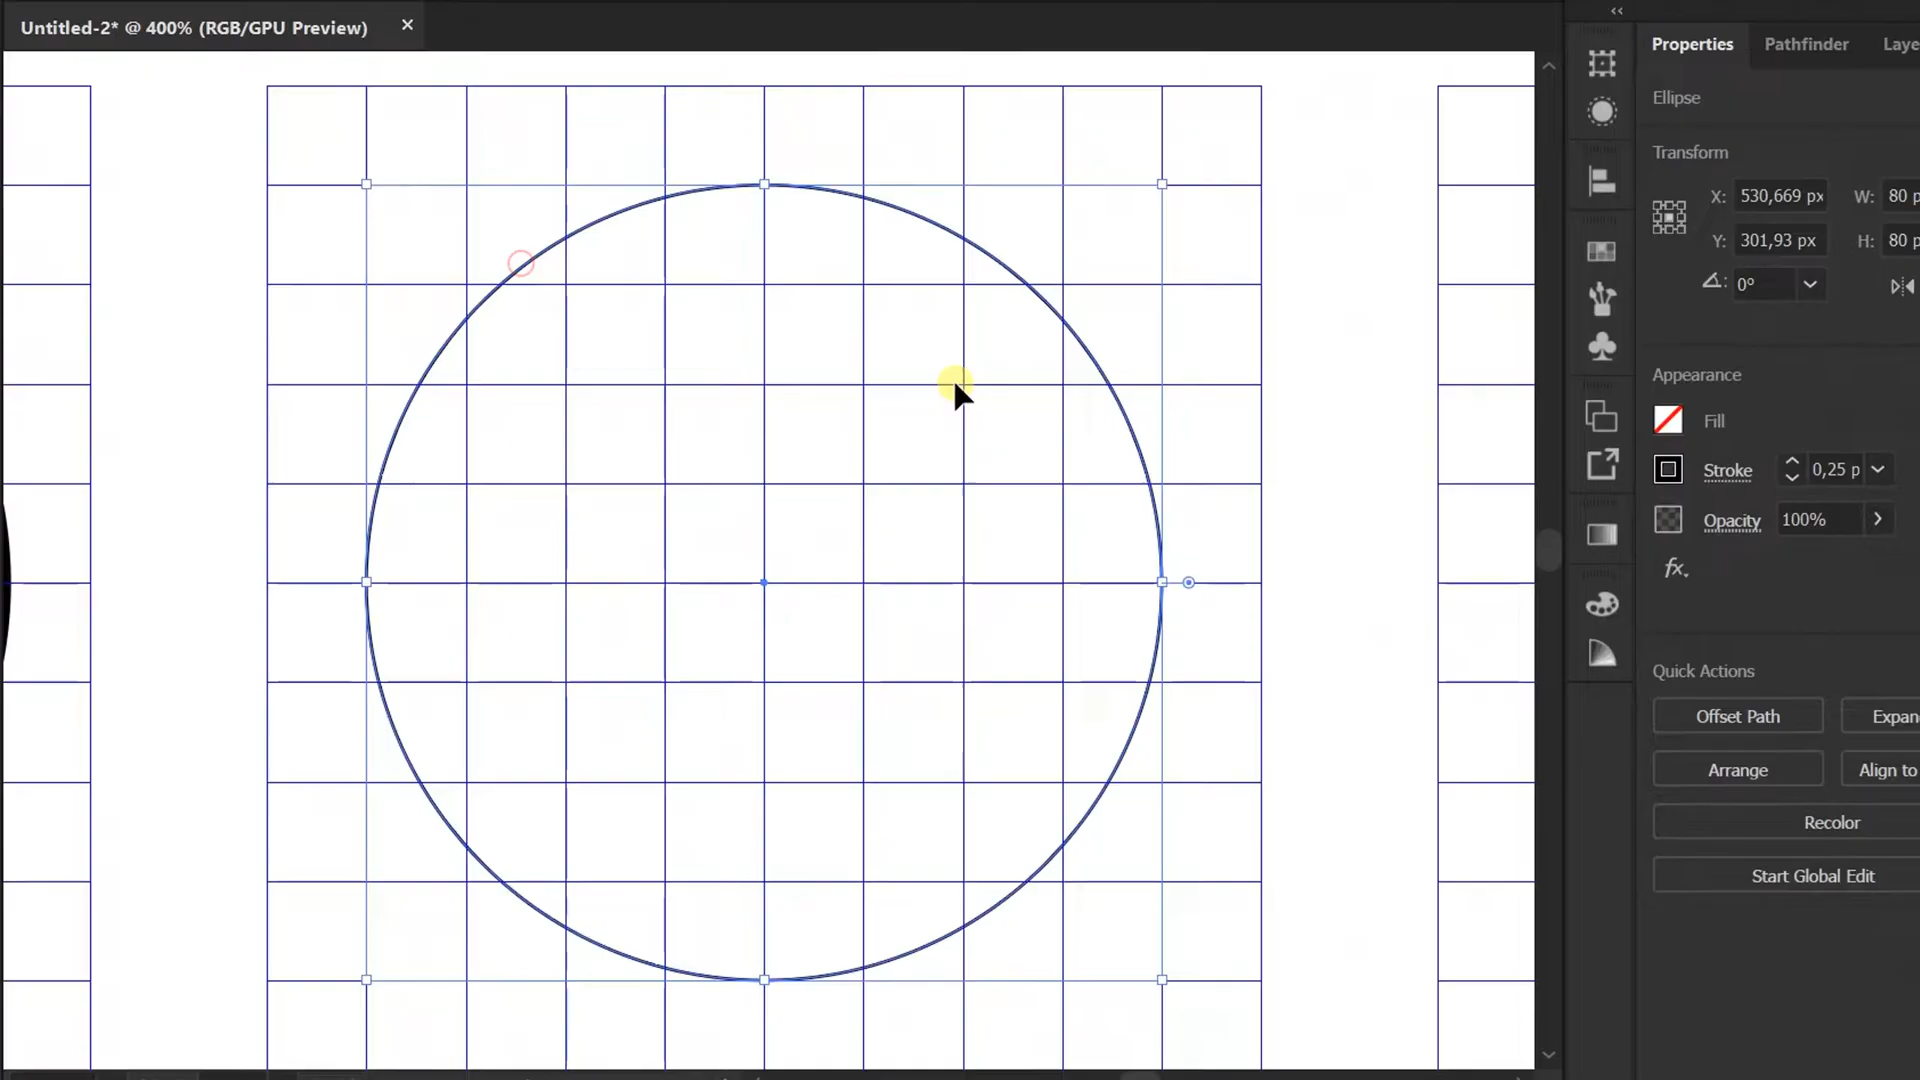 Untitled-2* @ 400% (RGB/GPU Preview) ×
Properties Pathfinder Laye
Ellipse
Transform
X: 530,669 px W: 80 p
Y: 301,93 px H: 80 p
0°
Appearance
Fill
Stroke 0,25 p
Opacity 100%
fx.
Quick Actions
Offset Path Expan
Arrange Align to
Recolor
Start Global Edit